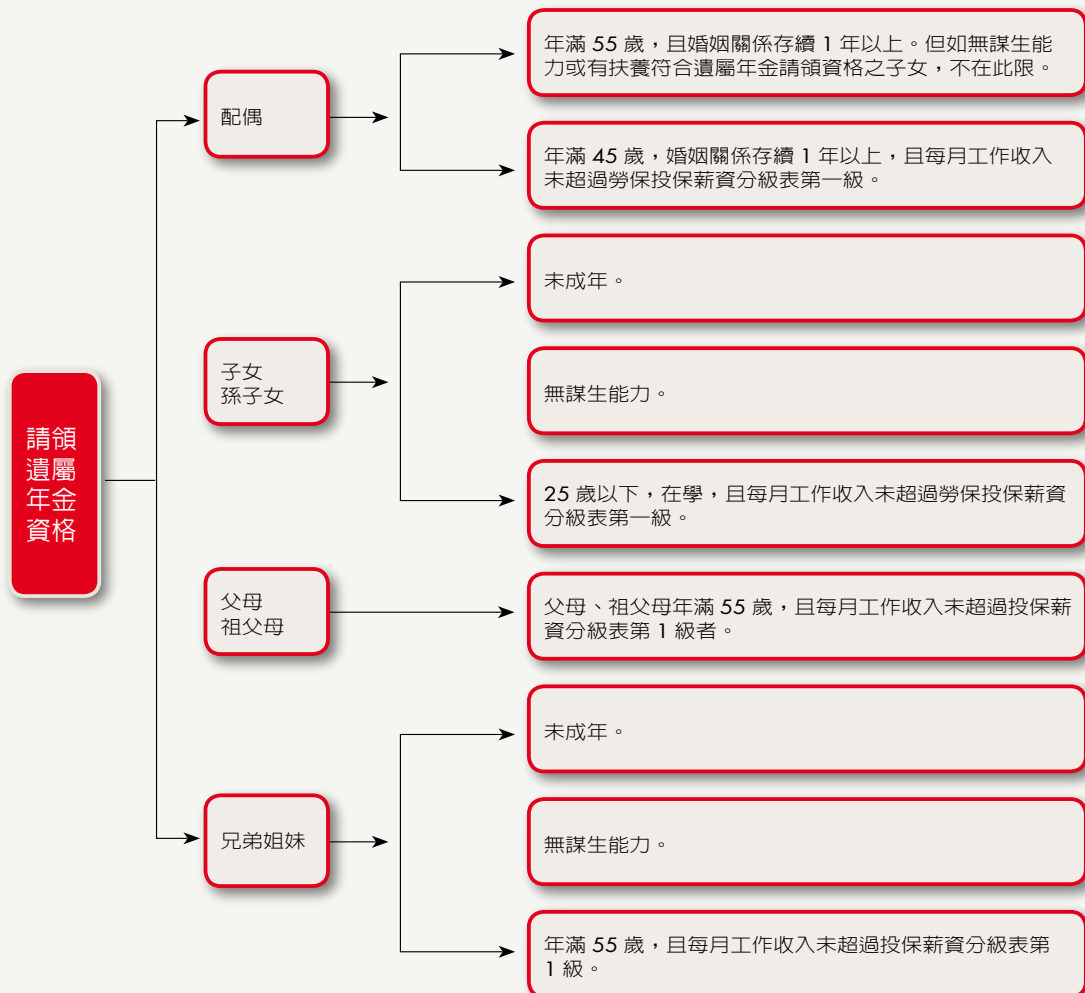 請領
遺屬
年金
資格
配偶
年滿 55 歲，且婚姻關係存續 1 年以上。但如無謀生能
力或有扶養符合遺屬年金請領資格之子女，不在此限。
年滿 45 歲，婚姻關係存續 1 年以上，且每月工作收入
未超過勞保投保薪資分級表第一級。
子女
孫子女
未成年。
無謀生能力。
25 歲以下，在學，且每月工作收入未超過勞保投保薪資
分級表第一級。
父母
祖父母
父母、祖父母年滿 55 歲，且每月工作收入未超過投保薪
資分級表第 1 級者。
兄弟姐妹
未成年。
無謀生能力。
年滿 55 歲，且每月工作收入未超過投保薪資分級表第
1 級。